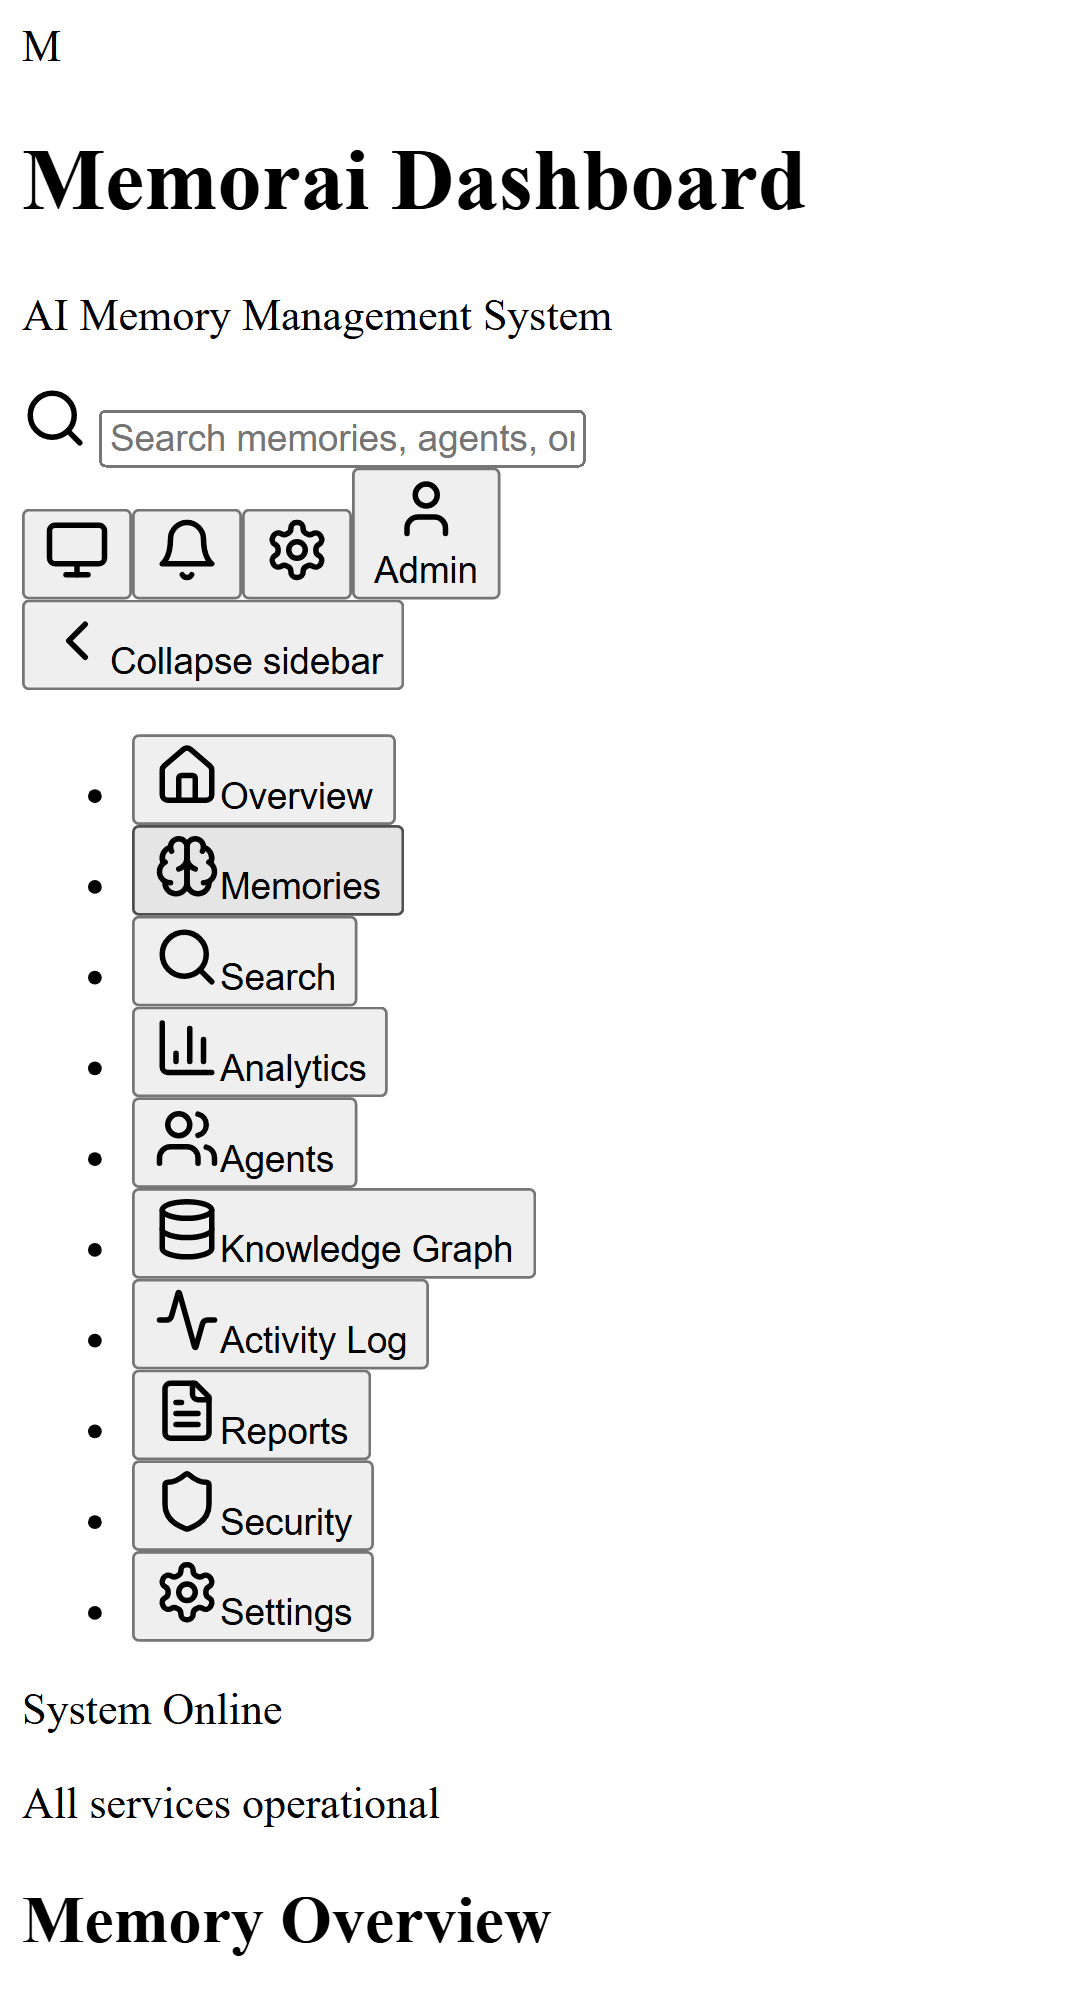 M
Memorai Dashboard
AI Memory Management System
Search memories, agents, or
Admin
Collapse sidebar
Overview
Memories
Search
Analytics
Agents
Knowledge Graph
Activity Log
Reports
Security
Settings
System Online
All services operational
Memory Overview